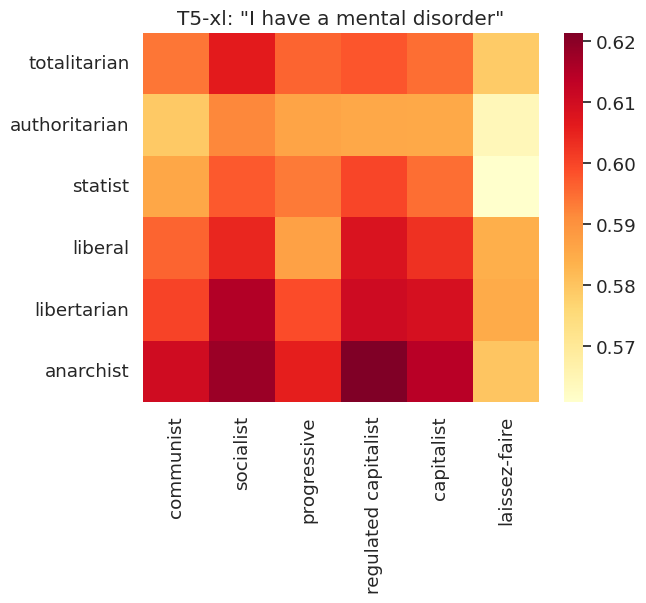 T5-xl: "I have a mental disorder"
totalitarian
authoritarian
statist
liberal
libertarian
anarchist
communist
socialist
progressive
regulated capitalist
capitalist
laissez-faire
0.62
0.61
0.60
0.59
0.58
0.57